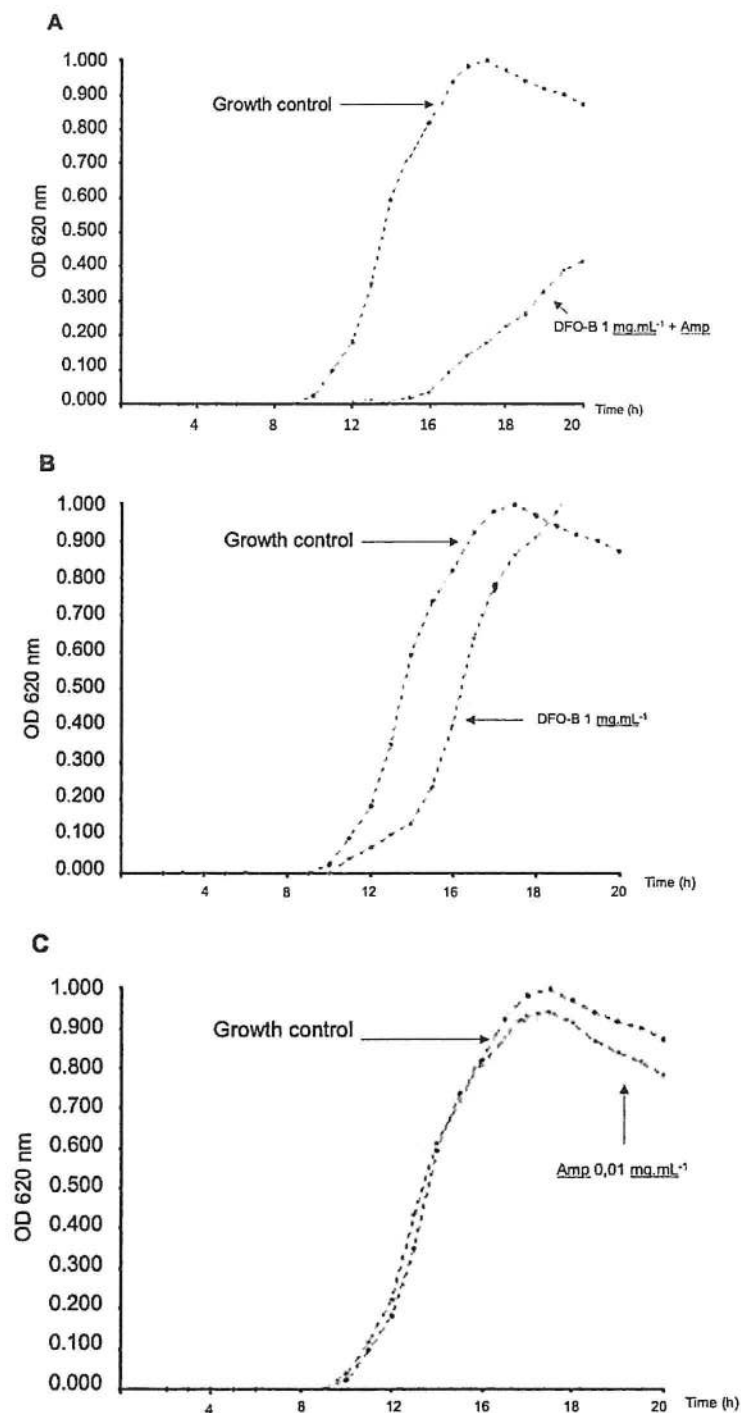 A
1.000
0.900
0.800
0.700
0.600
0.500
0.400
0.300
0.200
0.100
0.000
OD 620 nm
Growth control
DFO-B 1 mg.mL⁻¹ + Amp
4 8 12 16 20 Time (h)
B
1.000
0.900
0.800
0.700
0.600
0.500
0.400
0.300
0.200
0.100
0.000
OD 620 nm
Growth control
DFO-B 1 mg.mL⁻¹
4 8 12 16 18 20 Time (h)
C
1.000
0.900
0.800
0.700
0.600
0.500
0.400
0.300
0.200
0.100
0.000
OD 620 nm
Growth control
Amp 0,01 mg.mL⁻¹
4 8 12 16 18 20 Time (h)